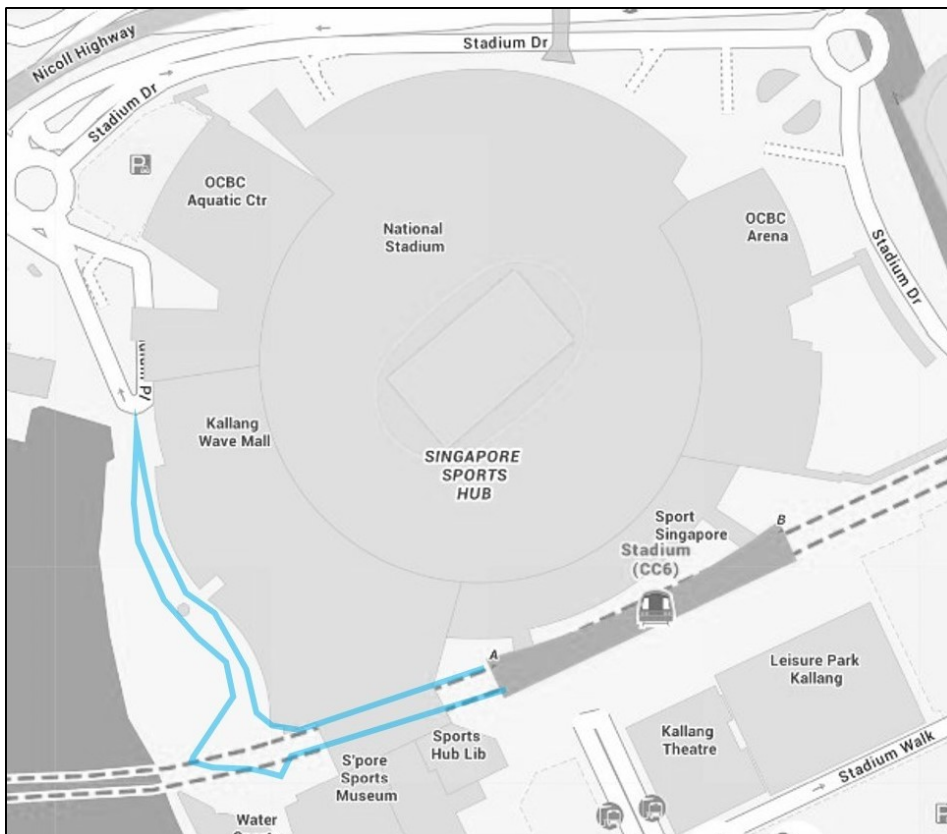 Nicoll Highway
Stadium Dr
Stadium Dr
P
OCBC
Aquatic Ctr
National
Stadium
OCBC
Arena
Stadium Dr
Kallang
Wave Mall
SINGAPORE
SPORTS
HUB
Sport
Singapore
B
Stadium
(CC6)
A
Leisure Park
Kallang
Kallang
Theatre
Sports
Hub Lib
S'pore
Sports
Museum
Stadium Walk
Water
P